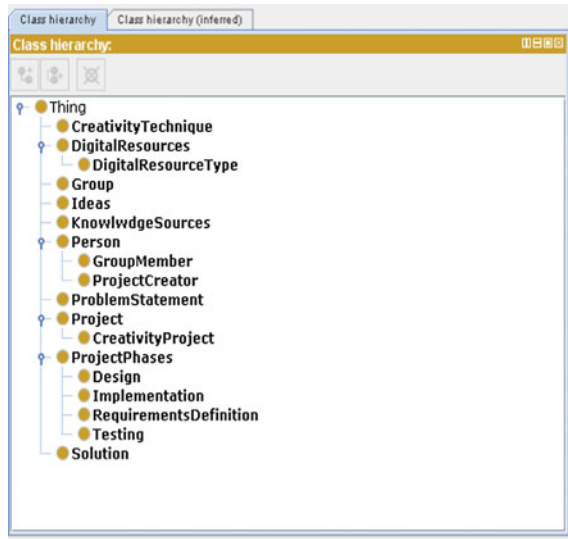 Class hierarchy Class hierarchy (inferred)
Class hierarchy:
Thing
CreativityTechnique
DigitalResources
DigitalResourceType
Group
Ideas
KnowlwdgeSources
Person
GroupMember
ProjectCreator
ProblemStatement
Project
CreativityProject
ProjectPhases
Design
Implementation
RequirementsDefinition
Testing
Solution